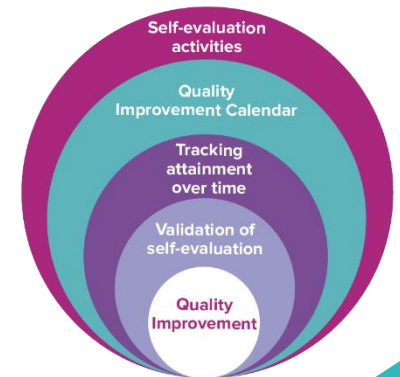 Self-evaluation
activities
Quality
Improvement Calendar
Tracking
attainment
over time
Validation of
self-evaluation
Quality
Improvement